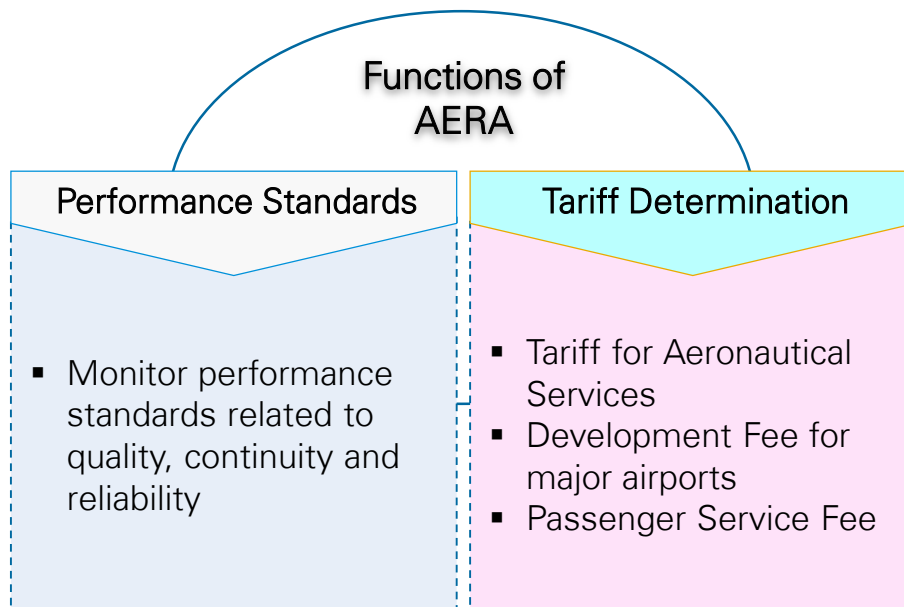 Functions of
AERA
Performance Standards
▪ Monitor performance
standards related to
quality, continuity and
reliability
Tariff Determination
▪ Tariff for Aeronautical
Services
▪ Development Fee for
major airports
▪ Passenger Service Fee